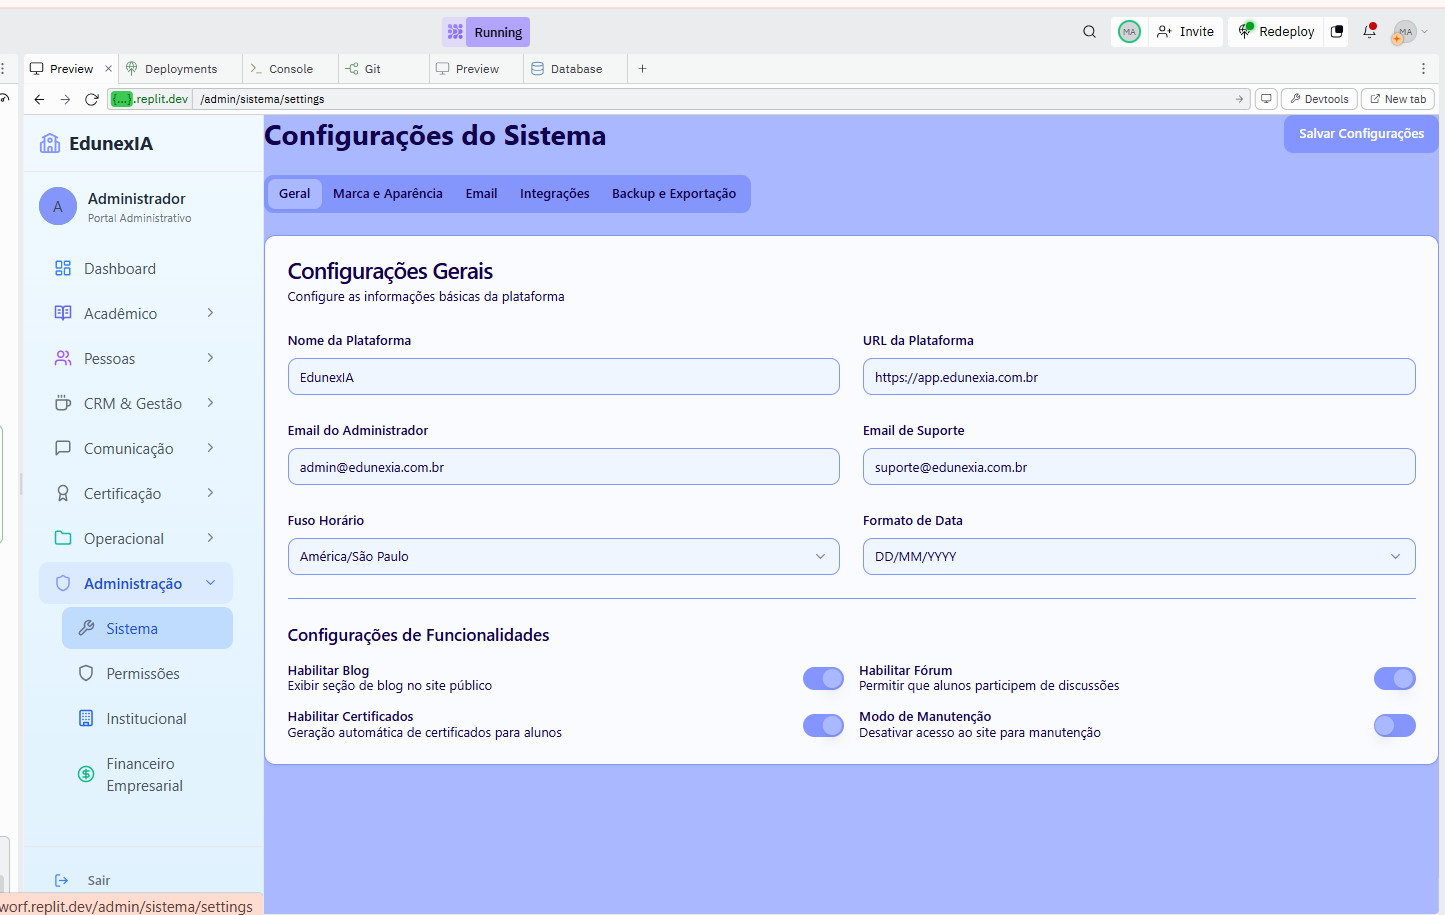 Running
MA
Invite
Redeploy
MA
Preview
Deployments
Console
Git
Preview
Database
{...}.replit.dev
/admin/sistema/settings
Devtools
New tab
EdunexIA
A
Administrador
Portal Administrativo
Dashboard
Acadêmico
Pessoas
CRM & Gestão
Comunicação
Certificação
Operacional
Administração
Sistema
Permissões
Institucional
Financeiro
Empresarial
Sair
worf.replit.dev/admin/sistema/settings
Configurações do Sistema
Salvar Configurações
Geral
Marca e Aparência
Email
Integrações
Backup e Exportação
Configurações Gerais
Configure as informações básicas da plataforma
Nome da Plataforma
EdunexIA
URL da Plataforma
https://app.edunexia.com.br
Email do Administrador
admin@edunexia.com.br
Email de Suporte
suporte@edunexia.com.br
Fuso Horário
América/São Paulo
Formato de Data
DD/MM/YYYY
Configurações de Funcionalidades
Habilitar Blog
Exibir seção de blog no site público
Habilitar Fórum
Permitir que alunos participem de discussões
Habilitar Certificados
Geração automática de certificados para alunos
Modo de Manutenção
Desativar acesso ao site para manutenção